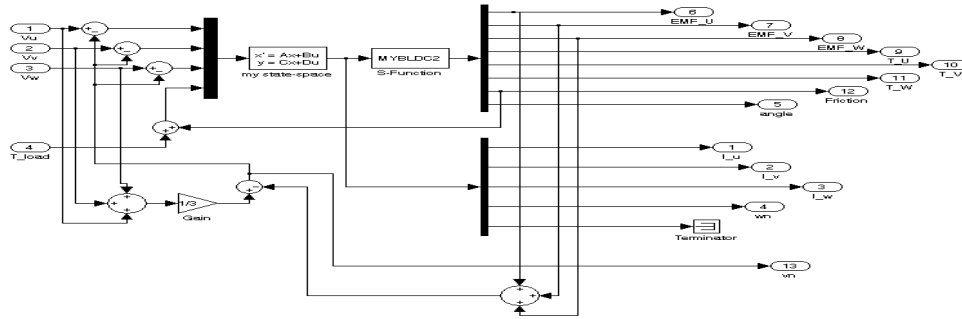 1
Vu
2
Vv
3
Vw
4
T_load
x' = Ax+Bu
y = Cx+Du
my state-space
MYBLDC2
S-Function
6
EMF_U
7
EMF_V
8
EMF_W
9
T_U
10
T_V
11
T_W
12
Friction
5
angle
1
I_u
2
I_v
3
I_w
4
wn
Terminator
13
vn
1/3
Gain